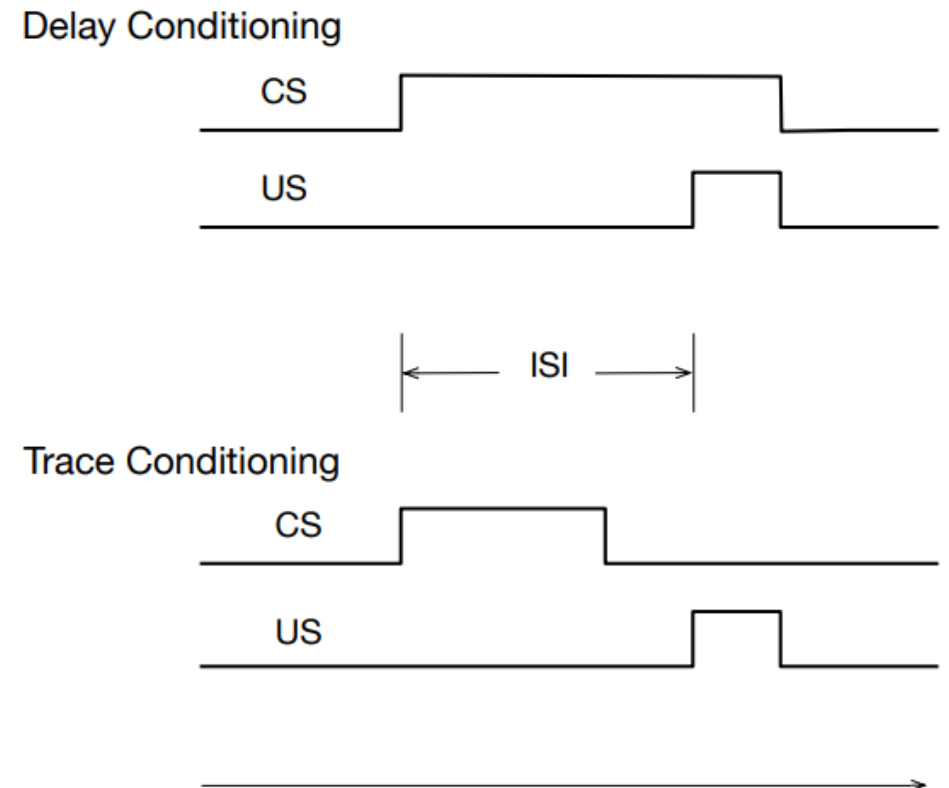 Delay Conditioning
CS
US
ISI
Trace Conditioning
CS
US